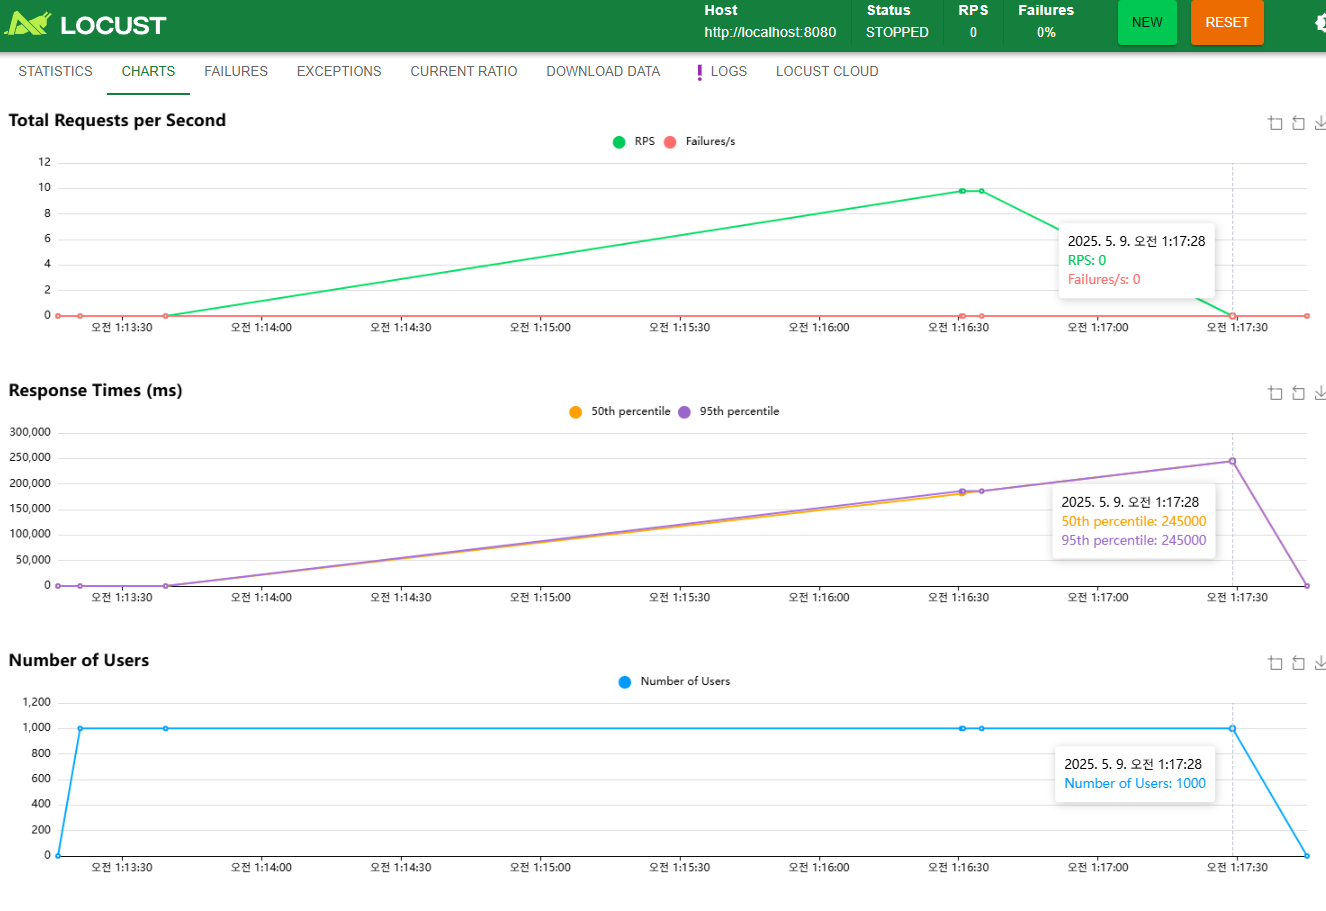 LOCUST
Host
http://localhost:8080
Status
STOPPED
RPS
0
Failures
0%
NEW
RESET
STATISTICS
CHARTS
FAILURES
EXCEPTIONS
CURRENT RATIO
DOWNLOAD DATA
LOGS
LOCUST CLOUD
Total Requests per Second
RPS Failures/s
12
10
8
6
4
2
0
2025. 5. 9. 오전 1:17:28
RPS: 0
Failures/s: 0
오전 1:13:30 오전 1:14:00 오전 1:14:30 오전 1:15:00 오전 1:15:30 오전 1:16:00 오전 1:16:30 오전 1:17:00 오전 1:17:30
Response Times (ms)
50th percentile 95th percentile
300,000
250,000
200,000
150,000
100,000
50,000
0
2025. 5. 9. 오전 1:17:28
50th percentile: 245000
95th percentile: 245000
오전 1:13:30 오전 1:14:00 오전 1:14:30 오전 1:15:00 오전 1:15:30 오전 1:16:00 오전 1:16:30 오전 1:17:00 오전 1:17:30
Number of Users
Number of Users
1,200
1,000
800
600
400
200
0
2025. 5. 9. 오전 1:17:28
Number of Users: 1000
오전 1:13:30 오전 1:14:00 오전 1:14:30 오전 1:15:00 오전 1:15:30 오전 1:16:00 오전 1:16:30 오전 1:17:00 오전 1:17:30